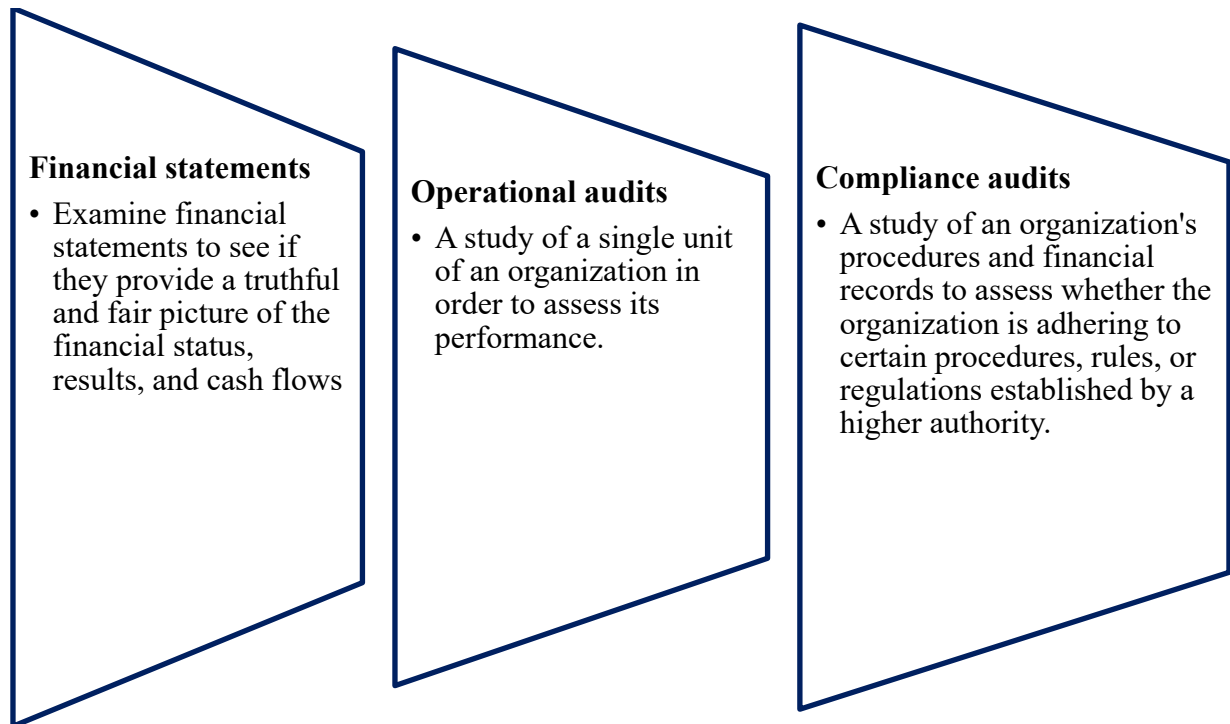 Financial statements
• Examine financial
statements to see if
they provide a truthful
and fair picture of the
financial status,
results, and cash flows
Operational audits
• A study of a single unit
of an organization in
order to assess its
performance.
Compliance audits
• A study of an organization's
procedures and financial
records to assess whether the
organization is adhering to
certain procedures, rules, or
regulations established by a
higher authority.